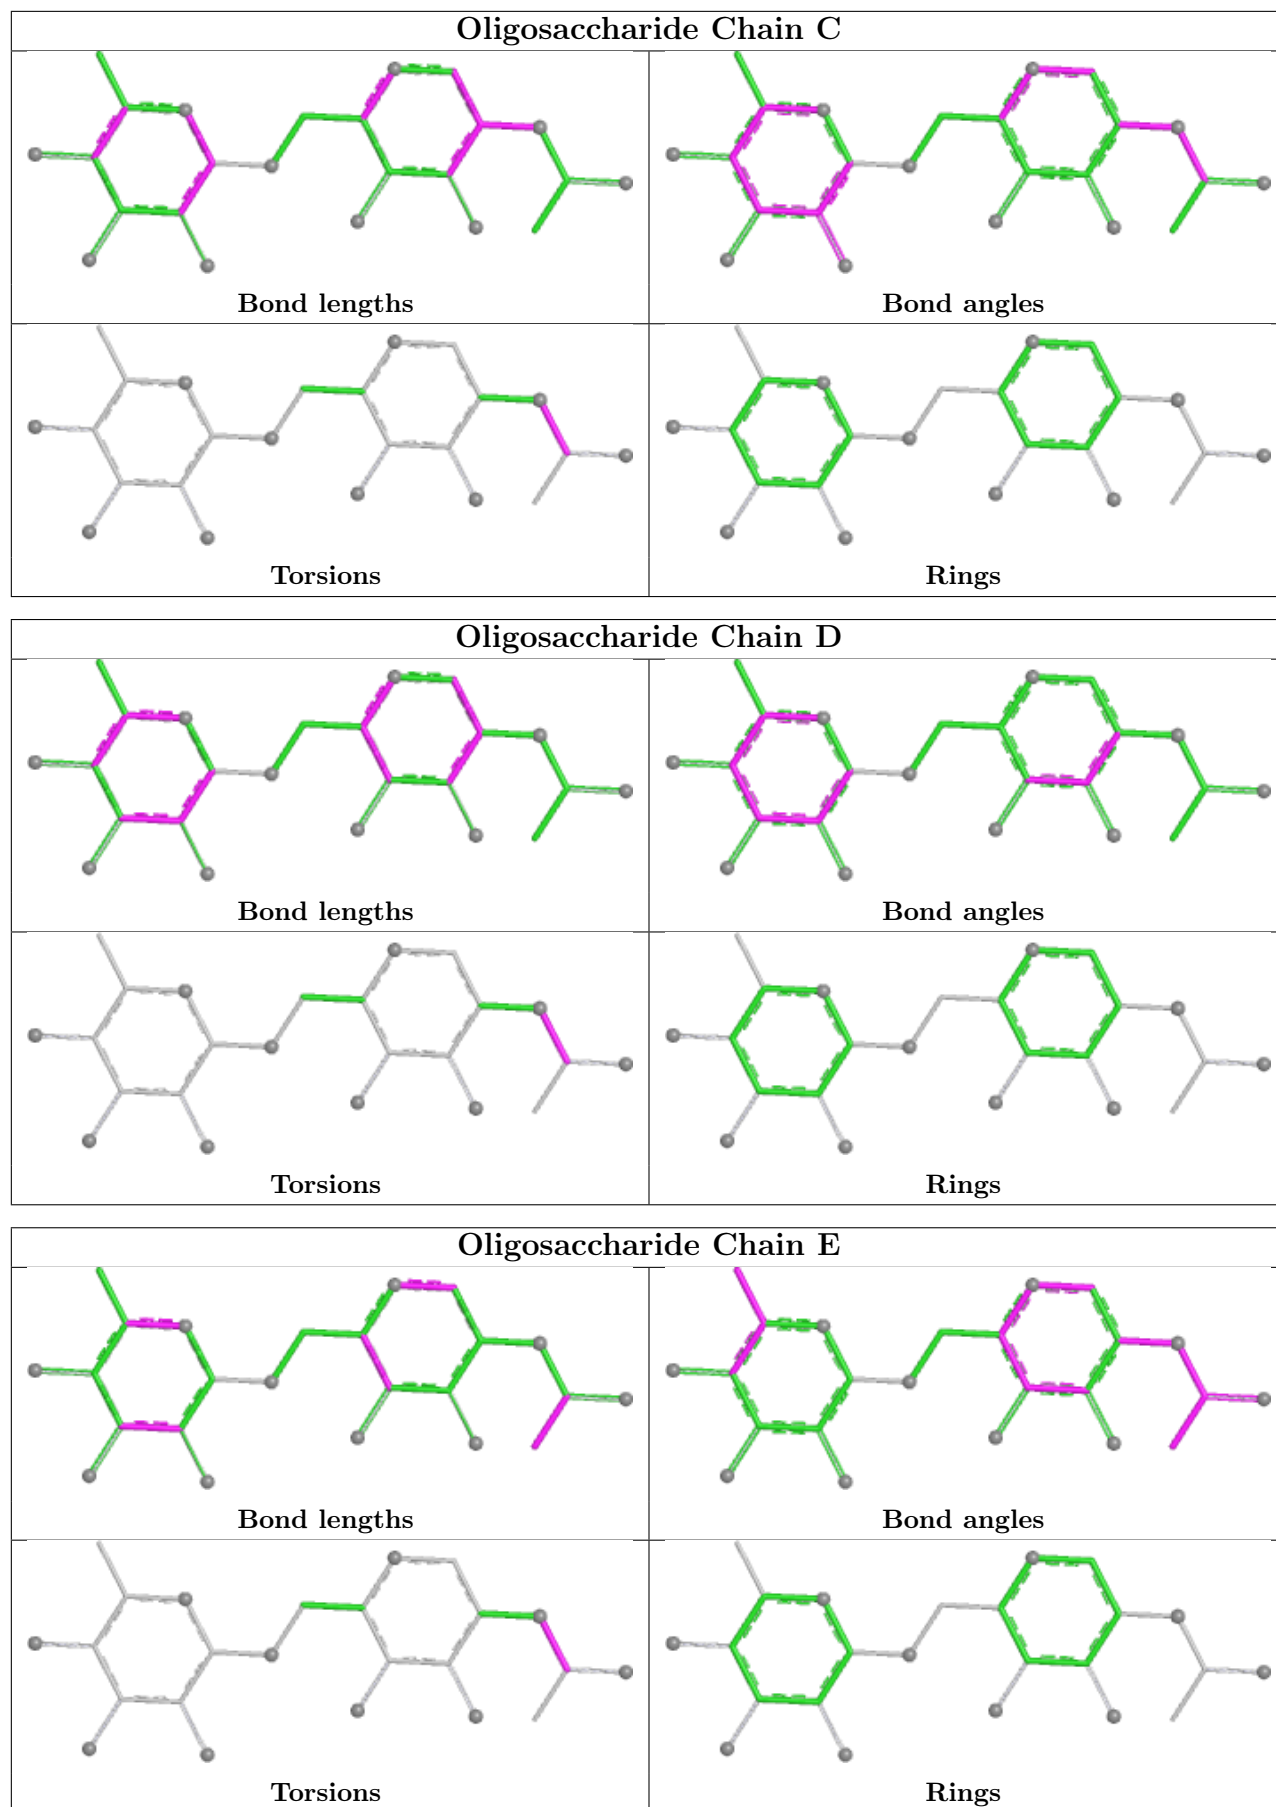 Oligosaccharide Chain C
Bond lengths
Bond angles
Torsions
Rings
Oligosaccharide Chain D
Bond lengths
Bond angles
Torsions
Rings
Oligosaccharide Chain E
Bond lengths
Bond angles
Torsions
Rings